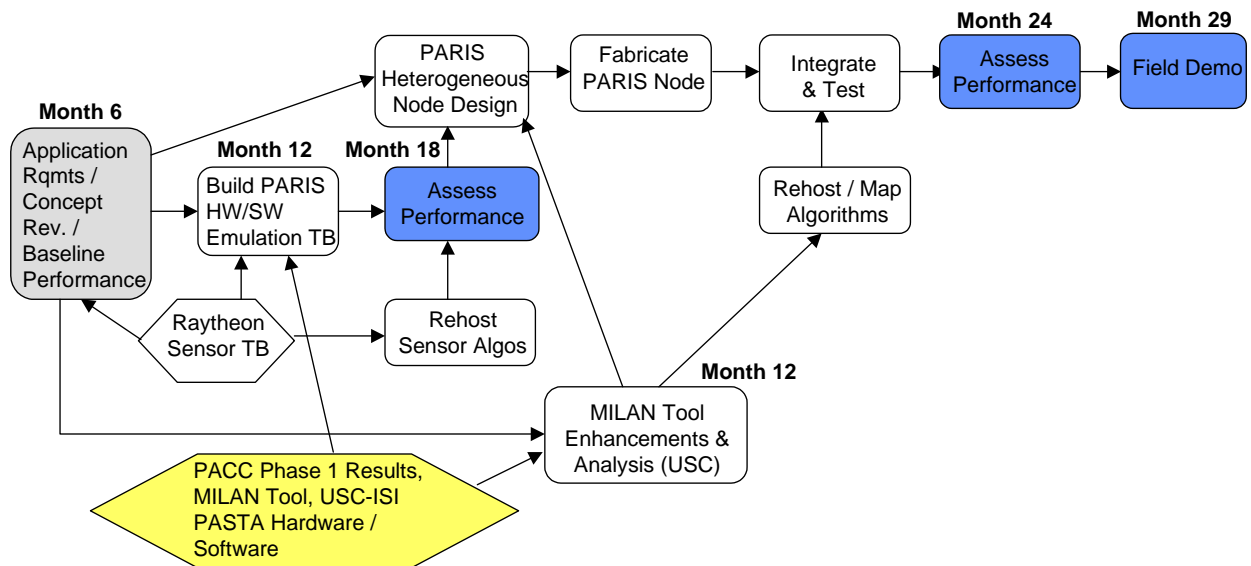 Month 24
Month 29
PARIS
Heterogeneous
Node Design
Fabricate
PARIS Node
Integrate
& Test
Assess
Performance
Field Demo
Month 6
Application
Rqmts /
Concept
Rev. /
Baseline
Performance
Month 12
Build PARIS
HW/SW
Emulation TB
Month 18
Assess
Performance
Rehost / Map
Algorithms
Raytheon
Sensor TB
Rehost
Sensor Algos
Month 12
MILAN Tool
Enhancements &
Analysis (USC)
PACC Phase 1 Results,
MILAN Tool, USC-ISI
PASTA Hardware /
Software